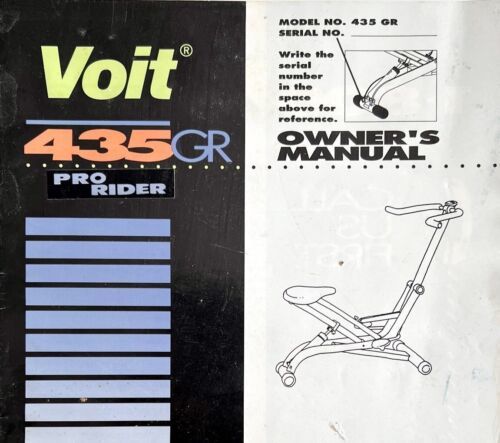 Voit®
435GR
PRO
RIDER
MODEL NO. 435 GR
SERIAL NO.
Write the
serial
number
in the
space
above for
reference.
OWNER'S
MANUAL